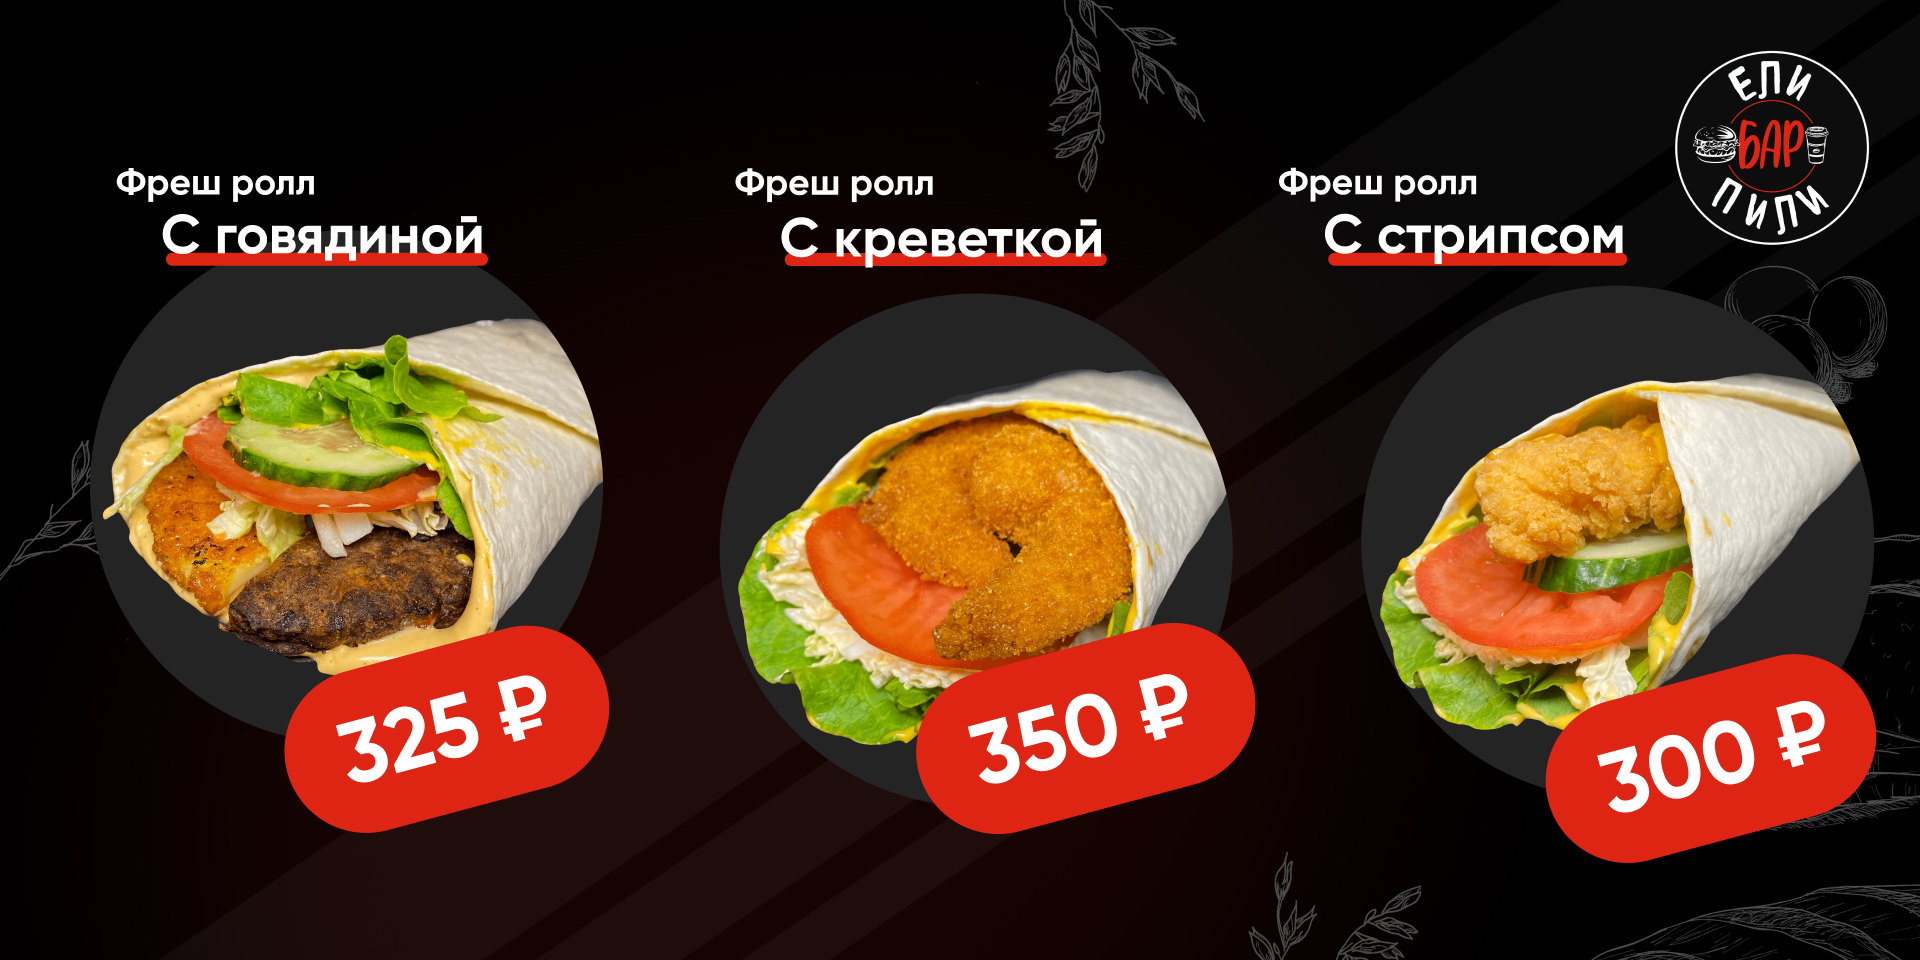 Фреш ролл
С говядиной
325 ₽
Фреш ролл
С креветкой
350 ₽
Фреш ролл
С стрипсом
300 ₽
ЕЛИ
БАР
ПИЛИ